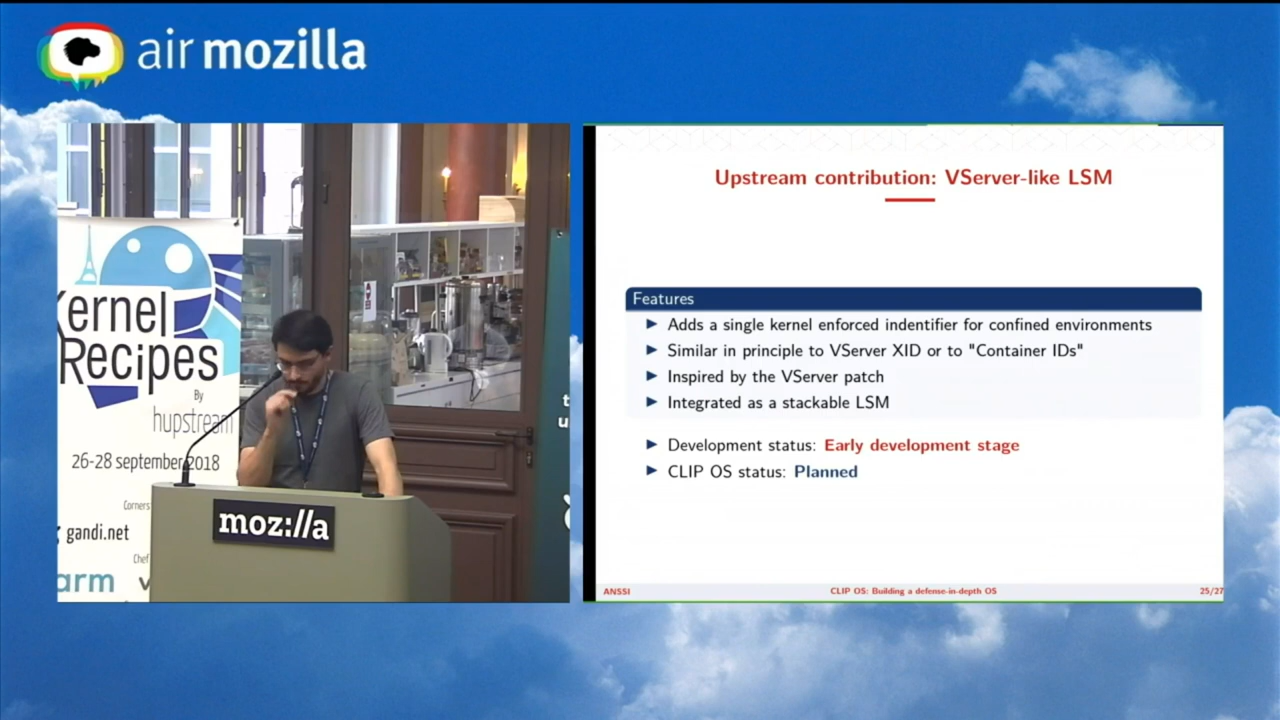 air mozilla
Kernel
Recipes
By
hupstream
26-28 september 2018
Corners
gandi.net
Chef
arm
moz://a
Upstream contribution: VServer-like LSM
Features
Adds a single kernel enforced indentifier for confined environments
Similar in principle to VServer XID or to "Container IDs"
Inspired by the VServer patch
Integrated as a stackable LSM
Development status: Early development stage
CLIP OS status: Planned
ANSSI
CLIP OS: Building a defense-in-depth OS
25/27